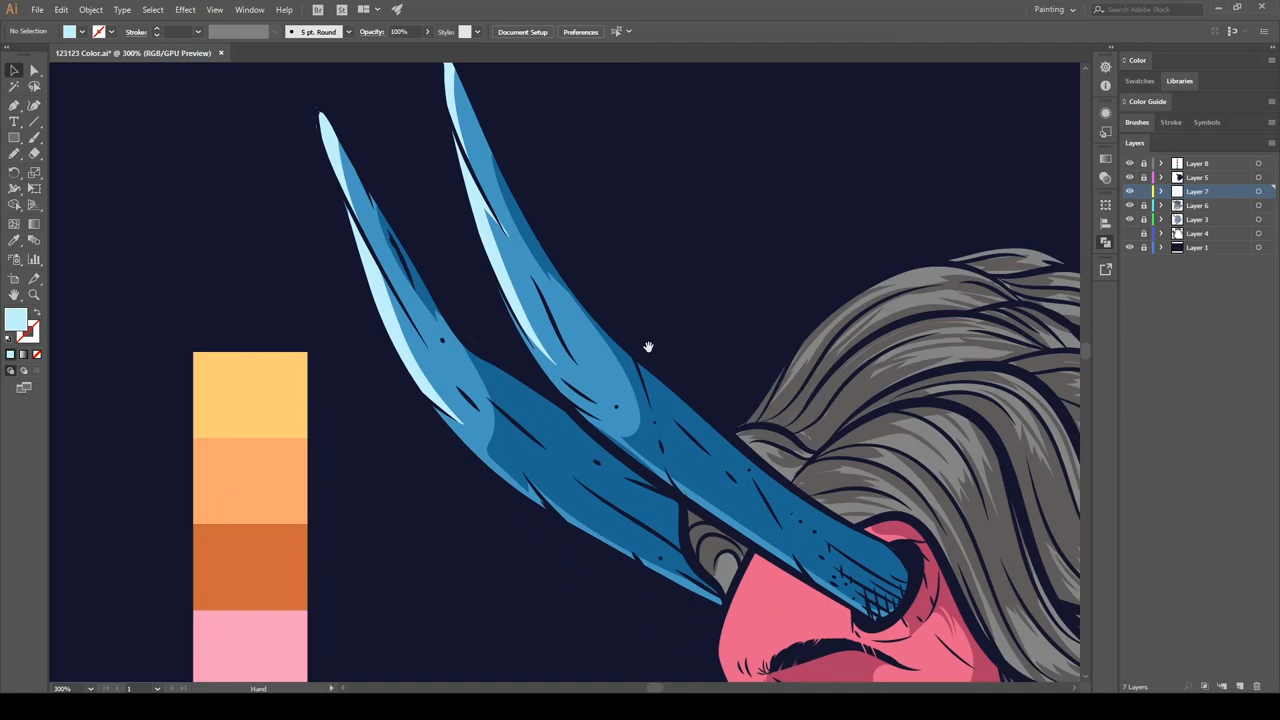 Ai File Edit Object Type Select Effect View Window Help Br St Painting Search Adobe Stock
No Selection Stroke: 5 pt. Round Opacity: 100% Style: Document Setup Preferences
123123 Color.ai* @ 300% (RGB/GPU Preview)
Color
Swatches Libraries
Color Guide
Brushes Stroke Symbols
Layers
Layer 8
Layer 5
Layer 7
Layer 6
Layer 3
Layer 4
Layer 1
300% 1 Hand 7 Layers